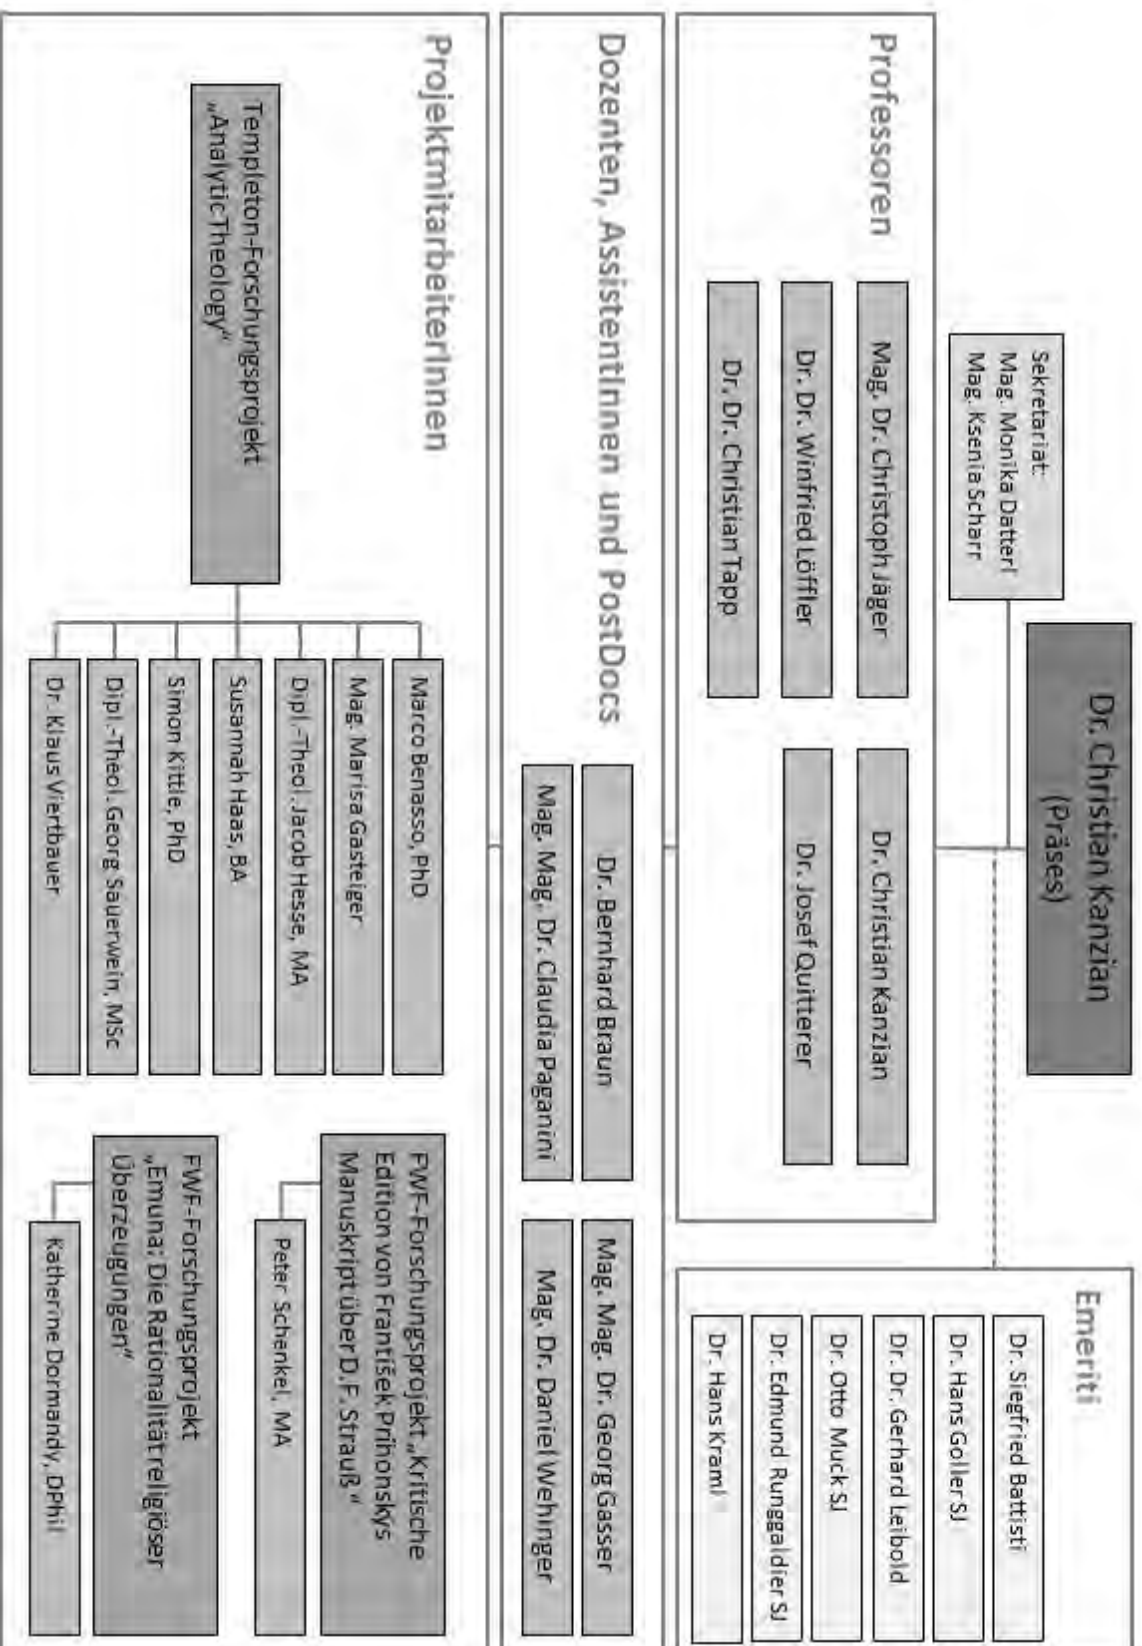 Dr. Christian Kanzian
(Präses)
Sekretariat:
Mag. Monika Datterl
Mag. Ksenia Scharr
Professoren
Mag. Dr. Christoph Jäger
Dr. Christian Kanzian
Dr. Dr. Winfried Löffler
Dr. Josef Quitterer
Dr. Dr. Christian Tapp
Emeriti
Dr. Siegfried Battisti
Dr. Hans Goller SJ
Dr. Dr. Gerhard Leibold
Dr. Otto Muck SJ
Dr. Edmund Runggaldier SJ
Dr. Hans Kraml
Dozenten, AssistentInnen und PostDocs
Dr. Bernhard Braun
Mag. Mag. Dr. Georg Gasser
Mag. Mag. Dr. Claudia Paganini
Mag. Dr. Daniel Wehinger
ProjektmitarbeiterInnen
Templeton-Forschungsprojekt
„Analytic Theology“
Marco Benasso, PhD
Mag. Marisa Gasteiger
Dipl.-Theol. Jacob Hesse, MA
Susannah Haas, BA
Simon Kittle, PhD
Dipl.-Theol. Georg Sauerwein, MSc
Dr. Klaus Viertbauer
FWF-Forschungsprojekt „Kritische
Edition von František Prihonskýs
Manuskript über D.F. Strauß “
Peter Schenkel, MA
FWF-Forschungsprojekt
„Emuna: Die Rationalität religiöser
Überzeugungen“
Katherine Dormandy, DPhil